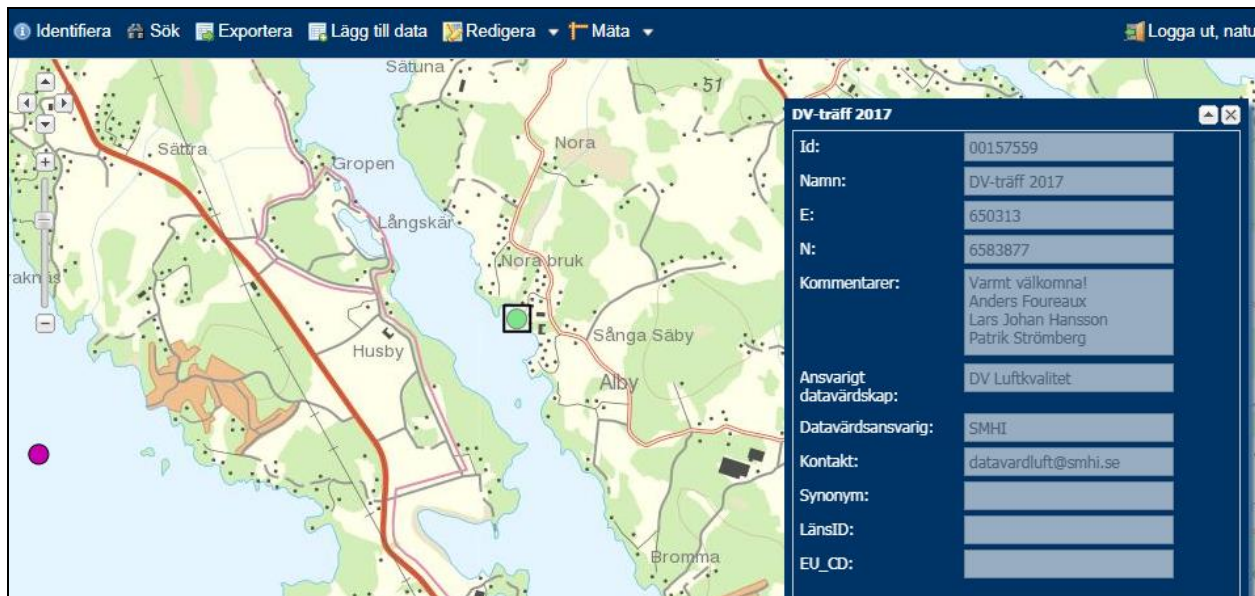 Identifiera Sök Exportera Lägg till data Redigera Mäta Logga ut, natu
Sätuna
51
Sättra
Nora
Gropen
Långskär
Nora bruk
raknäs
Husby
Sånga Säby
Alby
Bromma
DV-träff 2017
Id: 00157559
Namn: DV-träff 2017
E: 650313
N: 6583877
Kommentarer: Varmt välkomna!
Anders Foureaux
Lars Johan Hansson
Patrik Strömberg
Ansvarigt
datavärdskap: DV Luftkvalitet
Datavärdsansvarig: SMHI
Kontakt: datavardluft@smhi.se
Synonym:
LänsID:
EU_CD: